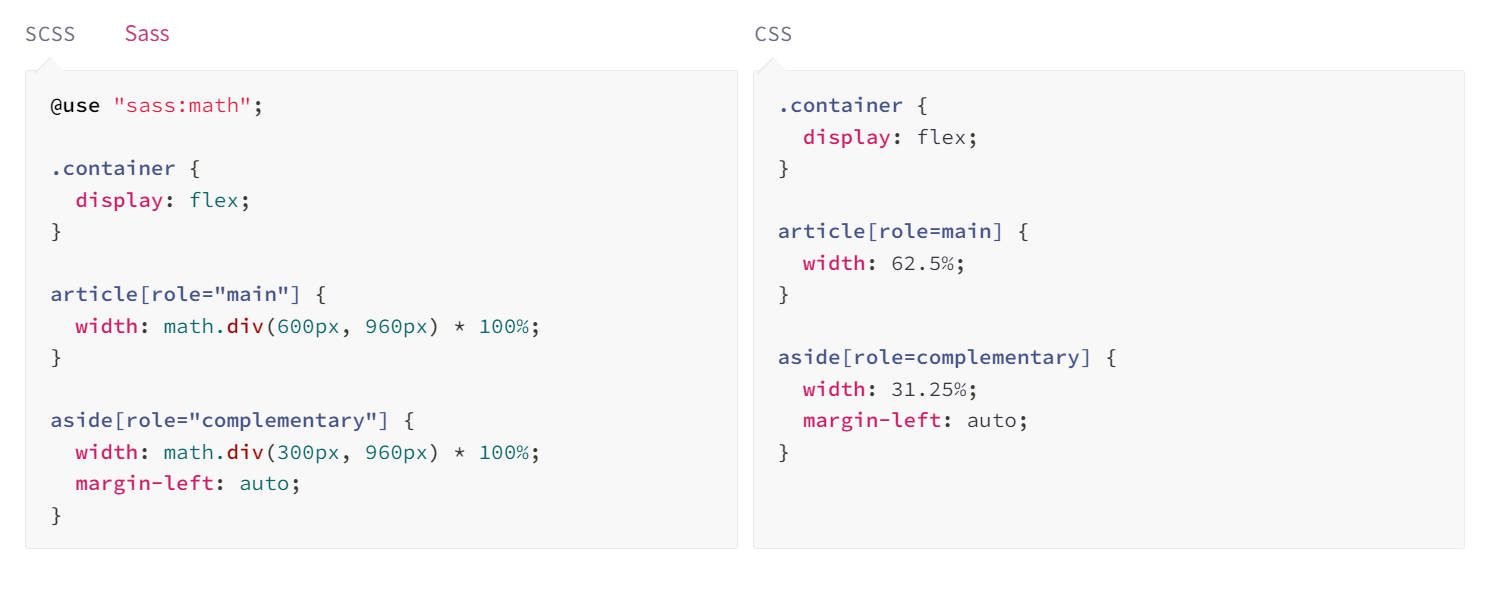 SCSS Sass
@use "sass:math";

.container {
  display: flex;
}

article[role="main"] {
  width: math.div(600px, 960px) * 100%;
}

aside[role="complementary"] {
  width: math.div(300px, 960px) * 100%;
  margin-left: auto;
}
CSS
.container {
  display: flex;
}

article[role=main] {
  width: 62.5%;
}

aside[role=complementary] {
  width: 31.25%;
  margin-left: auto;
}